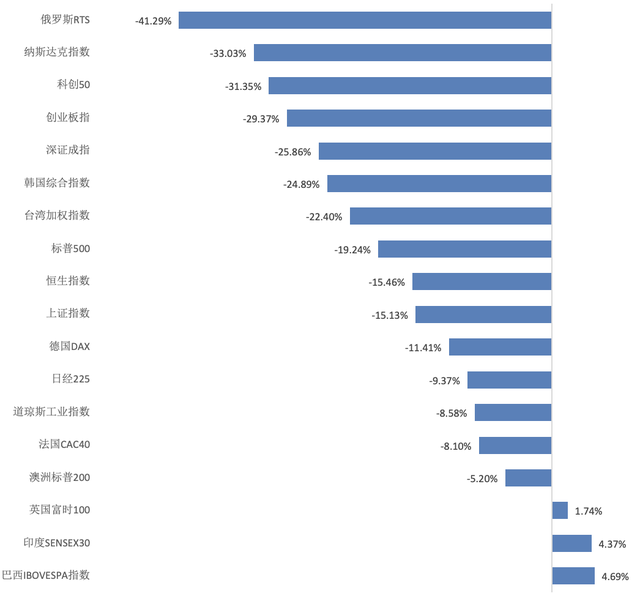 俄罗斯RTS -41.29%
纳斯达克指数 -33.03%
科创50 -31.35%
创业板指 -29.37%
深证成指 -25.86%
韩国综合指数 -24.89%
台湾加权指数 -22.40%
标普500 -19.24%
恒生指数 -15.46%
上证指数 -15.13%
德国DAX -11.41%
日经225 -9.37%
道琼斯工业指数 -8.58%
法国CAC40 -8.10%
澳洲标普200 -5.20%
英国富时100 1.74%
印度SENSEX30 4.37%
巴西IBOVESPA指数 4.69%